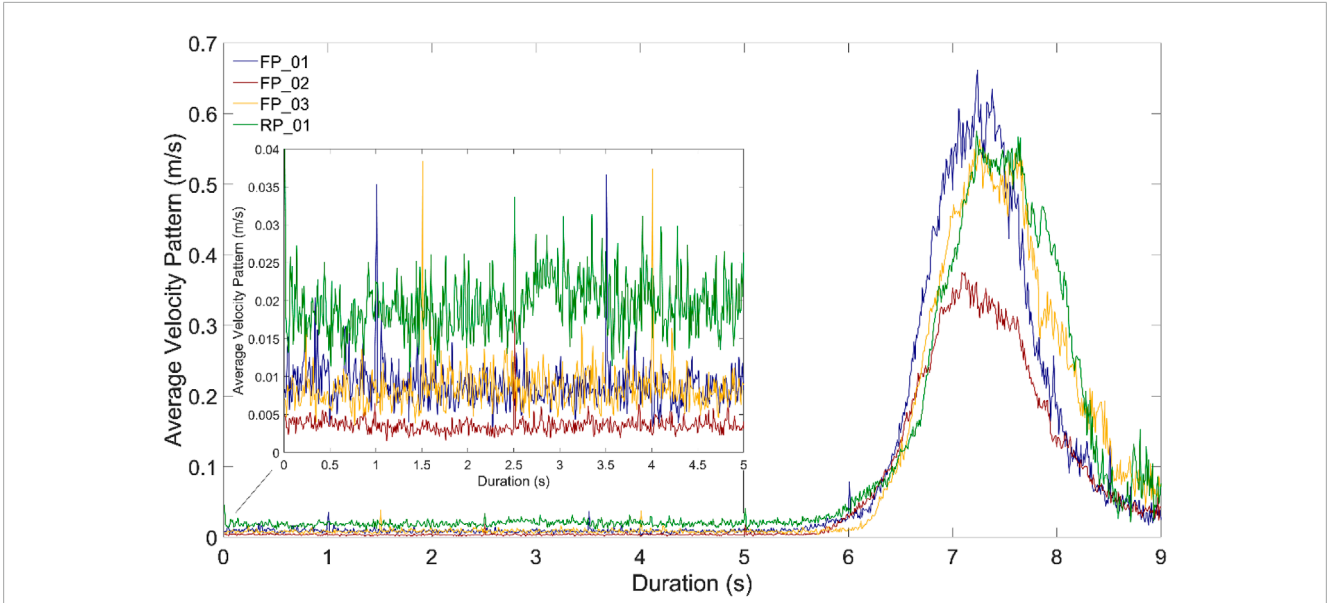 0.7
0.6
0.5
0.4
0.3
0.2
0.1
0
Average Velocity Pattern (m/s)
FP_01
FP_02
FP_03
RP_01
0.04
0.035
0.03
0.025
0.02
0.015
0.01
0.005
0
Average Velocity Pattern (m/s)
0 0.5 1 1.5 2 2.5 3 3.5 4 4.5 5
Duration (s)
0 1 2 3 4 5 6 7 8 9
Duration (s)